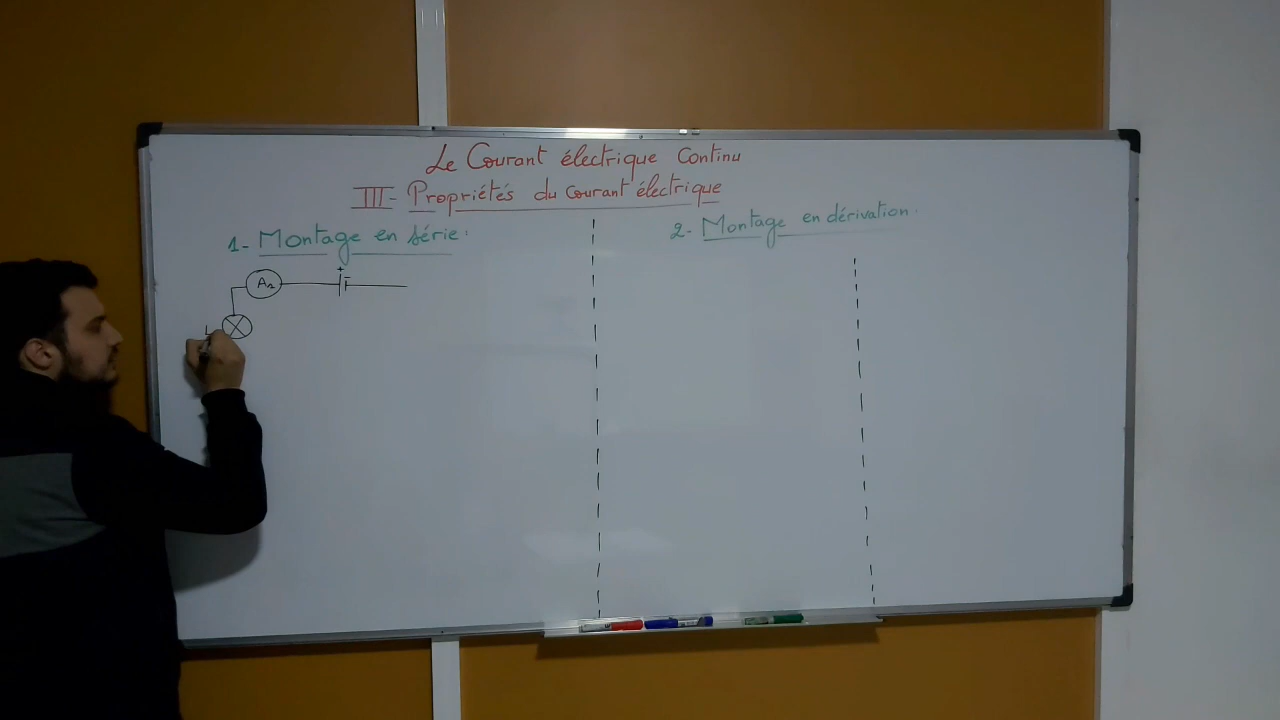 Le Courant électrique Continu
III- Propriétés du courant électrique
1- Montage en série:
2- Montage en dérivation.
+ -
A₁
L